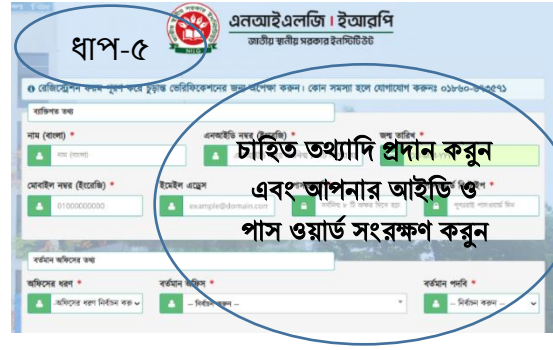 ধাপ-৫
এনআইএলজি । ইআরপি
জাতীয় স্থানীয় সরকার ইনস্টিটিউট
রেজিস্ট্রেশন ফরম পূরণ করে চূড়ান্ত ভেরিফিকেশনের জন্য অপেক্ষা করুন। কোন সমস্যা হলে যোগাযোগ করুনঃ
ব্যক্তিগত তথ্য
নাম (বাংলা) * এনআইডি নম্বর (ইংরেজি) * জন্ম তারিখ *
নাম (বাংলা)
চাহিত তথ্যাদি প্রদান করুন
এবং আপনার আইডি ও
পাস ওয়ার্ড সংরক্ষণ করুন
মোবাইল নম্বর (ইংরেজি) * ইমেইল এড্রেস
01000000000 example@domain.com
বর্তমান অফিসের তথ্য
অফিসের ধরণ * বর্তমান অফিস * বর্তমান পদবি *
অফিসের ধরণ নির্বাচন কর -- নির্বাচন করুন -- -- নির্বাচন করুন --